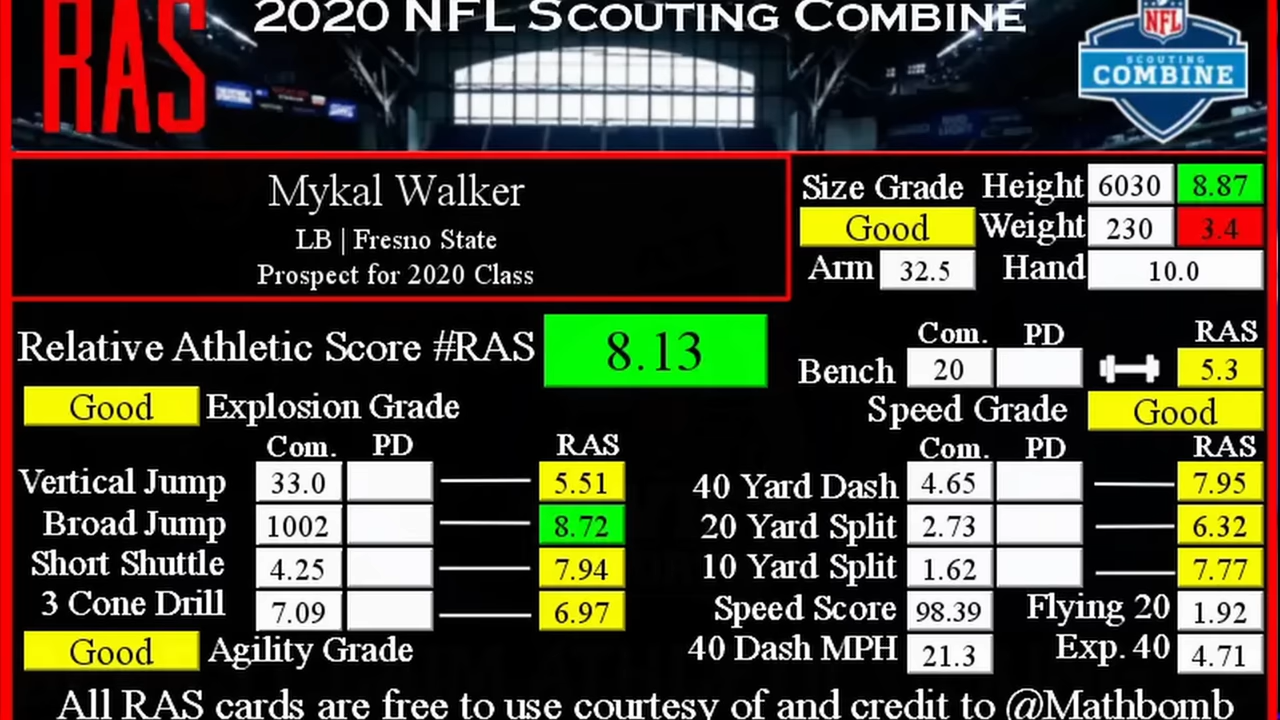 RAS
2020 NFL SCOUTING COMBINE
NFL
SCOUTING
COMBINE
Mykal Walker
LB | Fresno State
Prospect for 2020 Class
Size Grade Height 6030 8.87
Good Weight 230 3.4
Arm 32.5 Hand 10.0
Relative Athletic Score #RAS 8.13
Com. PD RAS
Bench 20 5.3
Good Explosion Grade
Speed Grade Good
Com. PD RAS
Vertical Jump 33.0 5.51
Broad Jump 1002 8.72
Short Shuttle 4.25 7.94
3 Cone Drill 7.09 6.97
Good Agility Grade
Com. PD RAS
40 Yard Dash 4.65 7.95
20 Yard Split 2.73 6.32
10 Yard Split 1.62 7.77
Speed Score 98.39 Flying 20 1.92
40 Dash MPH 21.3 Exp. 40 4.71
All RAS cards are free to use courtesy of and credit to @Mathbomb